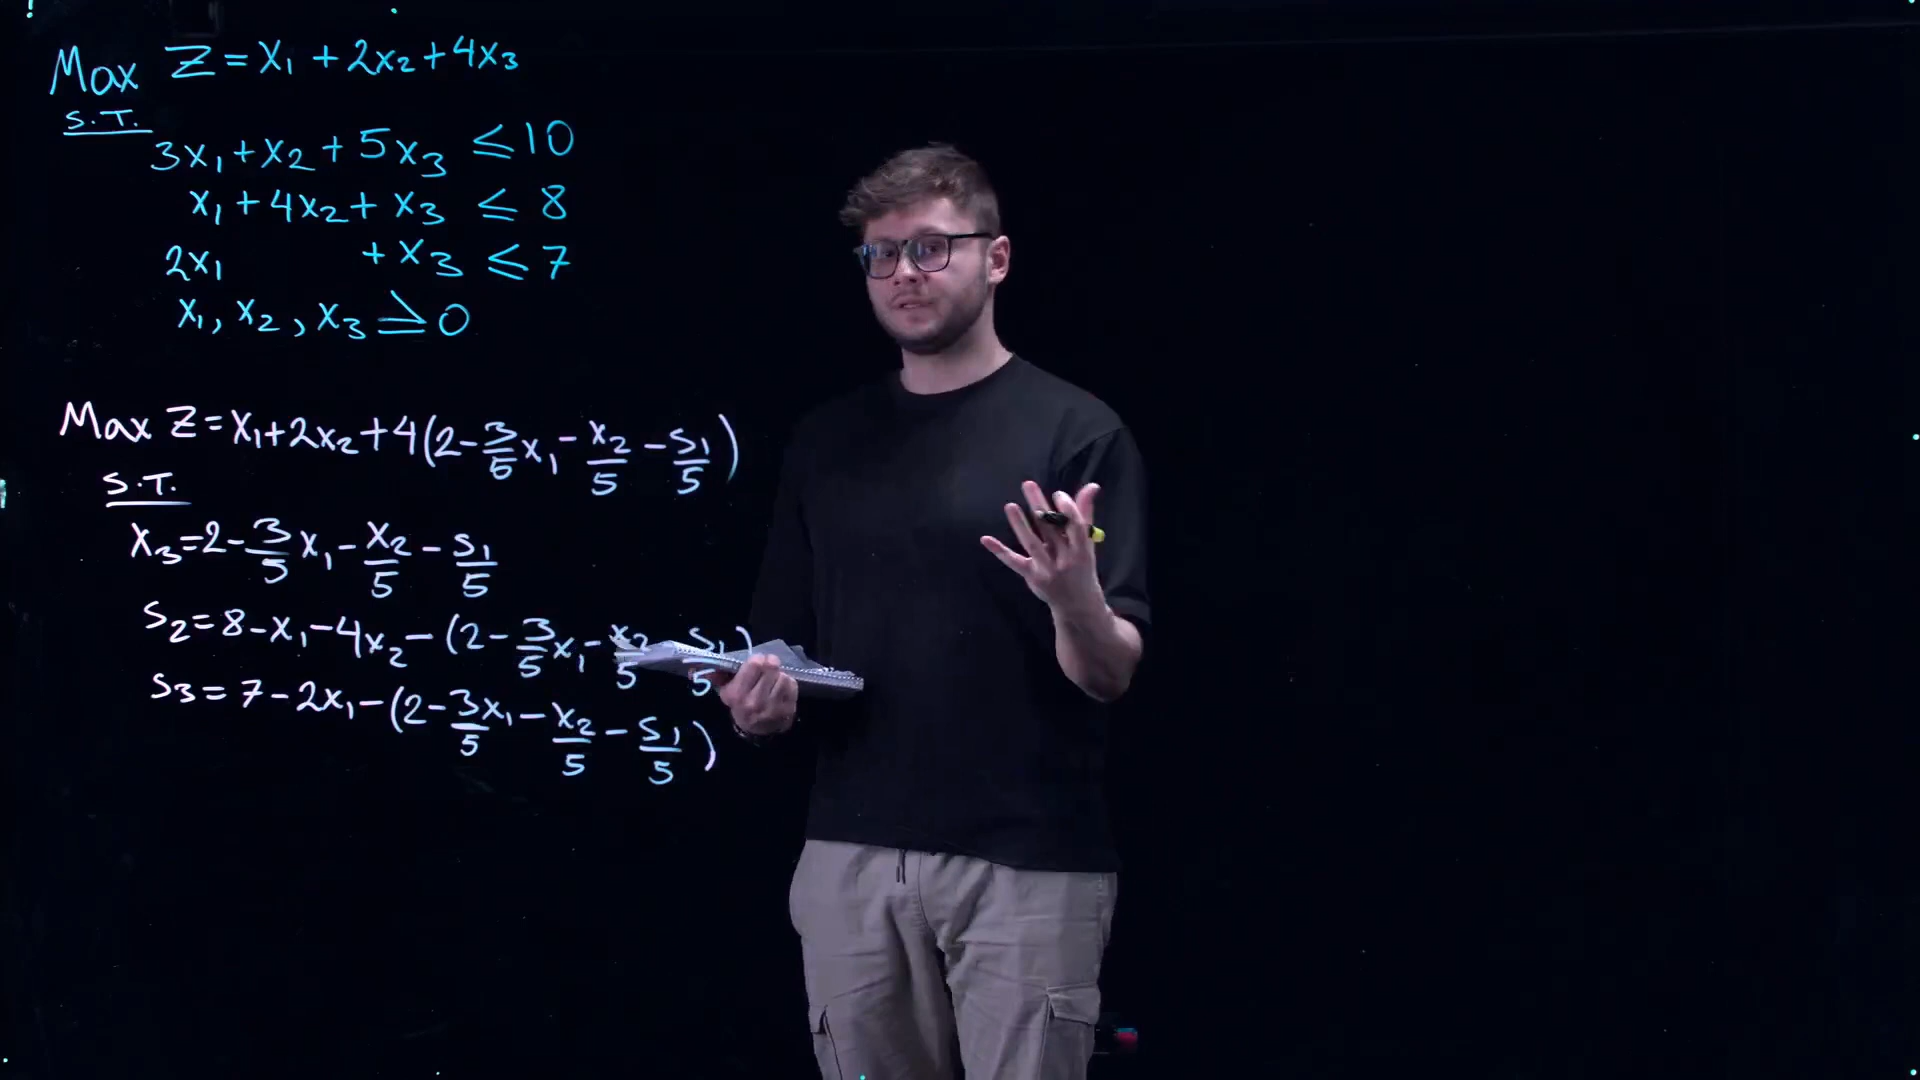 Max Z = x₁ + 2x₂ + 4x₃
S.T.
3x₁ + x₂ + 5x₃ ≤ 10
x₁ + 4x₂ + x₃ ≤ 8
2x₁ + x₃ ≤ 7
x₁, x₂, x₃ ≥ 0
Max Z = x₁ + 2x₂ + 4(2 - 3/5 x₁ - x₂/5 - s₁/5)
S.T.
x₃ = 2 - 3/5 x₁ - x₂/5 - s₁/5
s₂ = 8 - x₁ - 4x₂ - (2 - 3/5 x₁ - x₂/5 - s₁/5)
s₃ = 7 - 2x₁ - (2 - 3x₁/5 - x₂/5 - s₁/5)